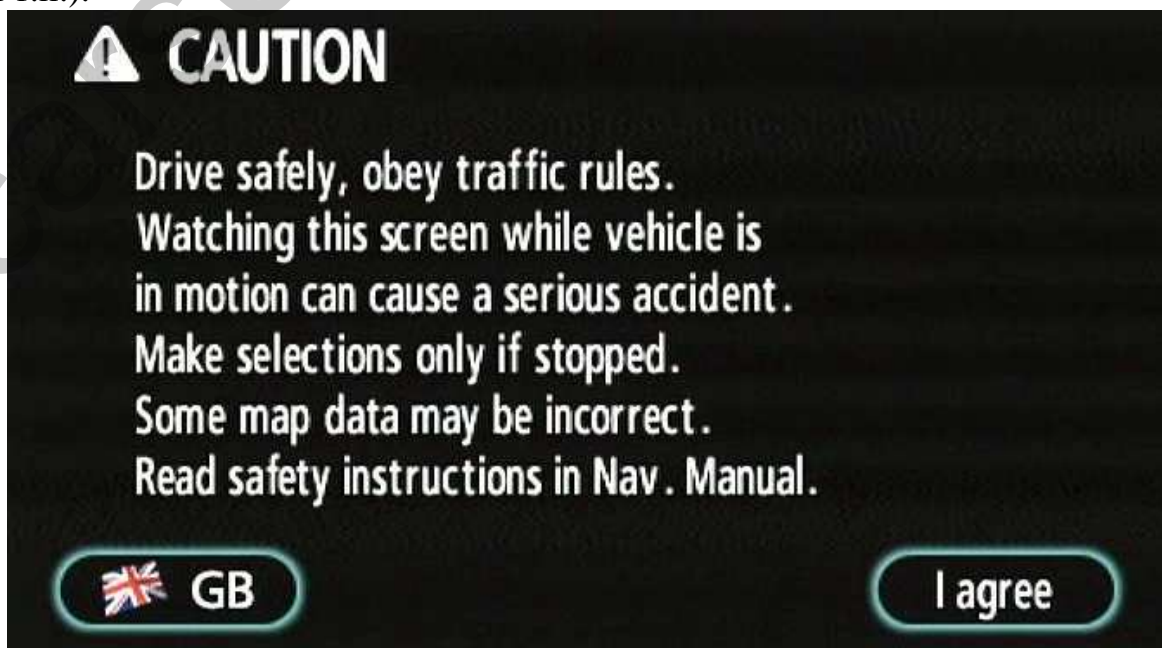 CAUTION
Drive safely, obey traffic rules.
Watching this screen while vehicle is
in motion can cause a serious accident.
Make selections only if stopped.
Some map data may be incorrect.
Read safety instructions in Nav. Manual.
GB
I agree